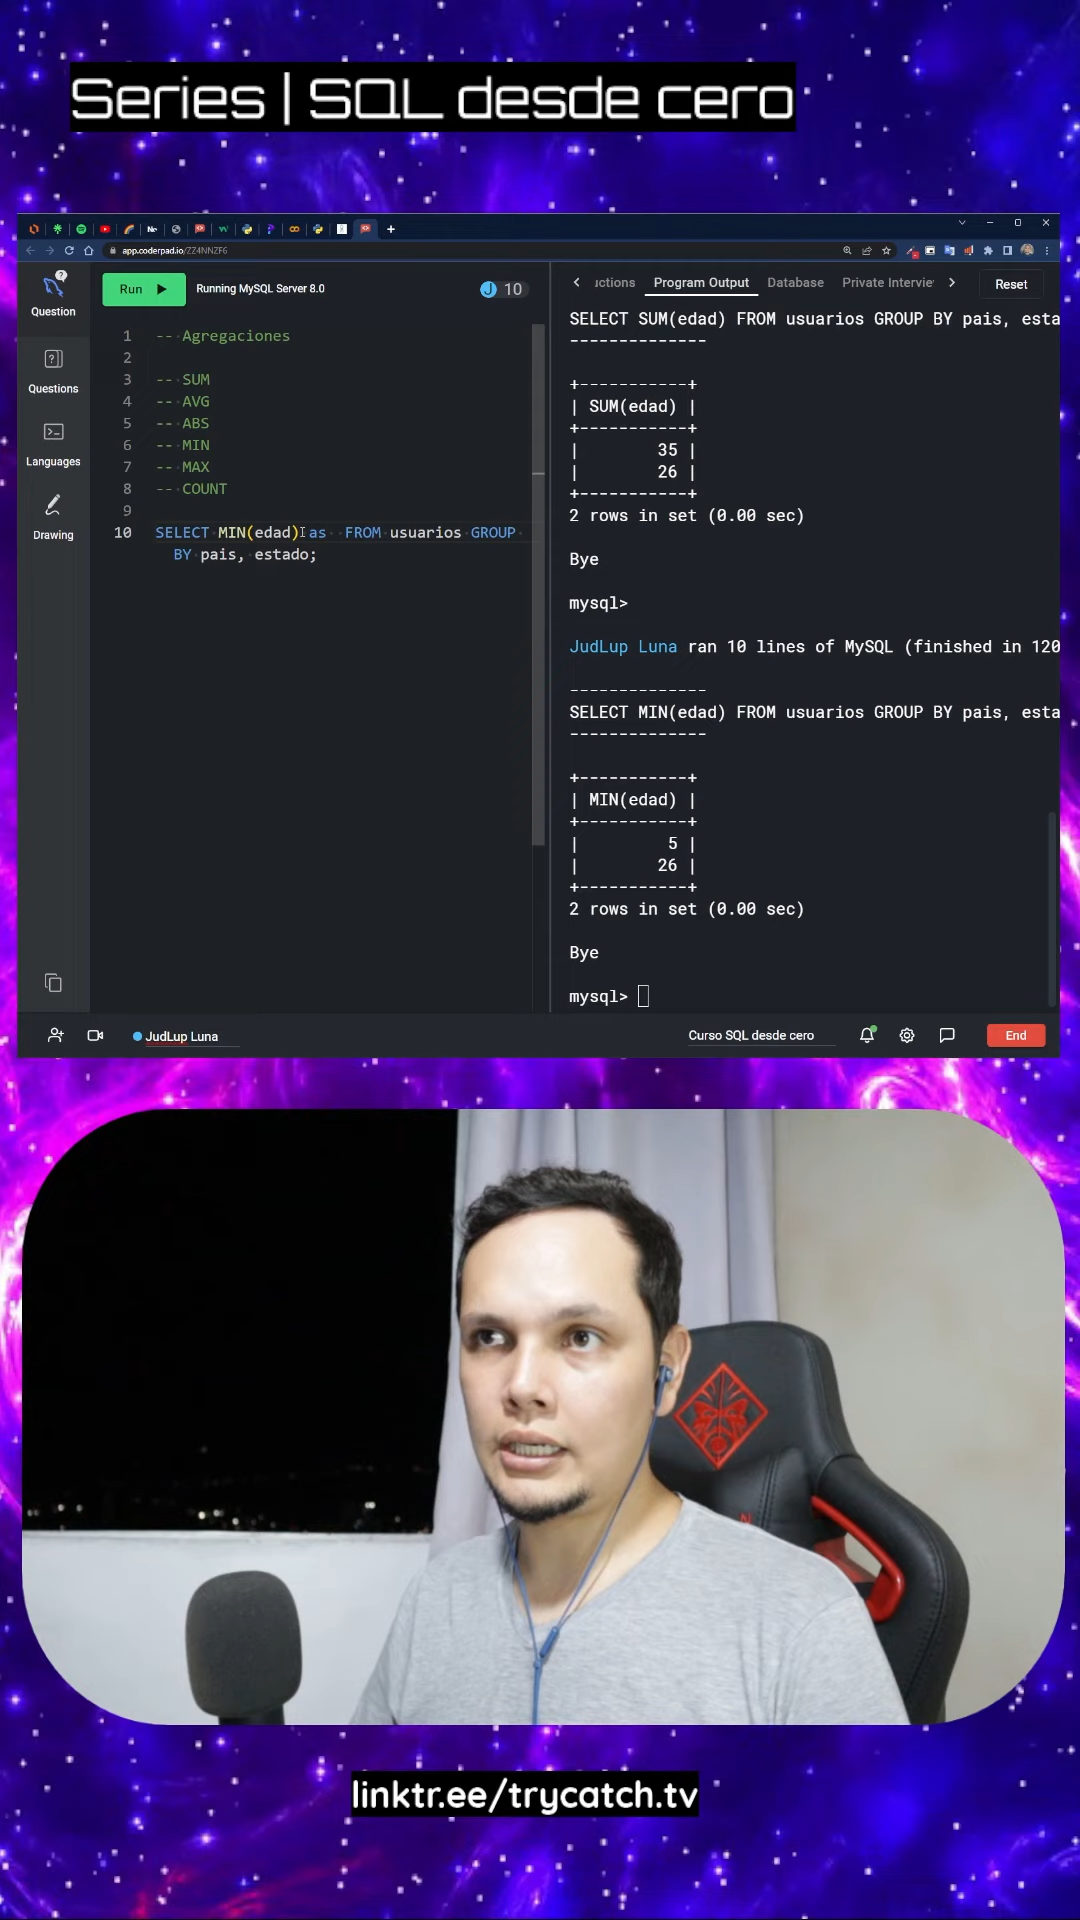 Series | SQL desde cero
app.coderpad.io/ZZ4NNZF6
Question
Questions
Languages
Drawing
Run
Running MySQL Server 8.0
J 10
1 -- Agregaciones
2
3 -- SUM
4 -- AVG
5 -- ABS
6 -- MIN
7 -- MAX
8 -- COUNT
9
10 SELECT MIN(edad) as  FROM usuarios GROUP
BY pais, estado;
uctions Program Output Database Private Intervie Reset
SELECT SUM(edad) FROM usuarios GROUP BY pais, esta
--------------
+-----------+
| SUM(edad) |
+-----------+
|        35 |
|        26 |
+-----------+
2 rows in set (0.00 sec)
Bye
mysql>
JudLup Luna ran 10 lines of MySQL (finished in 120
--------------
SELECT MIN(edad) FROM usuarios GROUP BY pais, esta
--------------
+-----------+
| MIN(edad) |
+-----------+
|         5 |
|        26 |
+-----------+
2 rows in set (0.00 sec)
Bye
mysql>
JudLup Luna
Curso SQL desde cero
End
linktr.ee/trycatch.tv